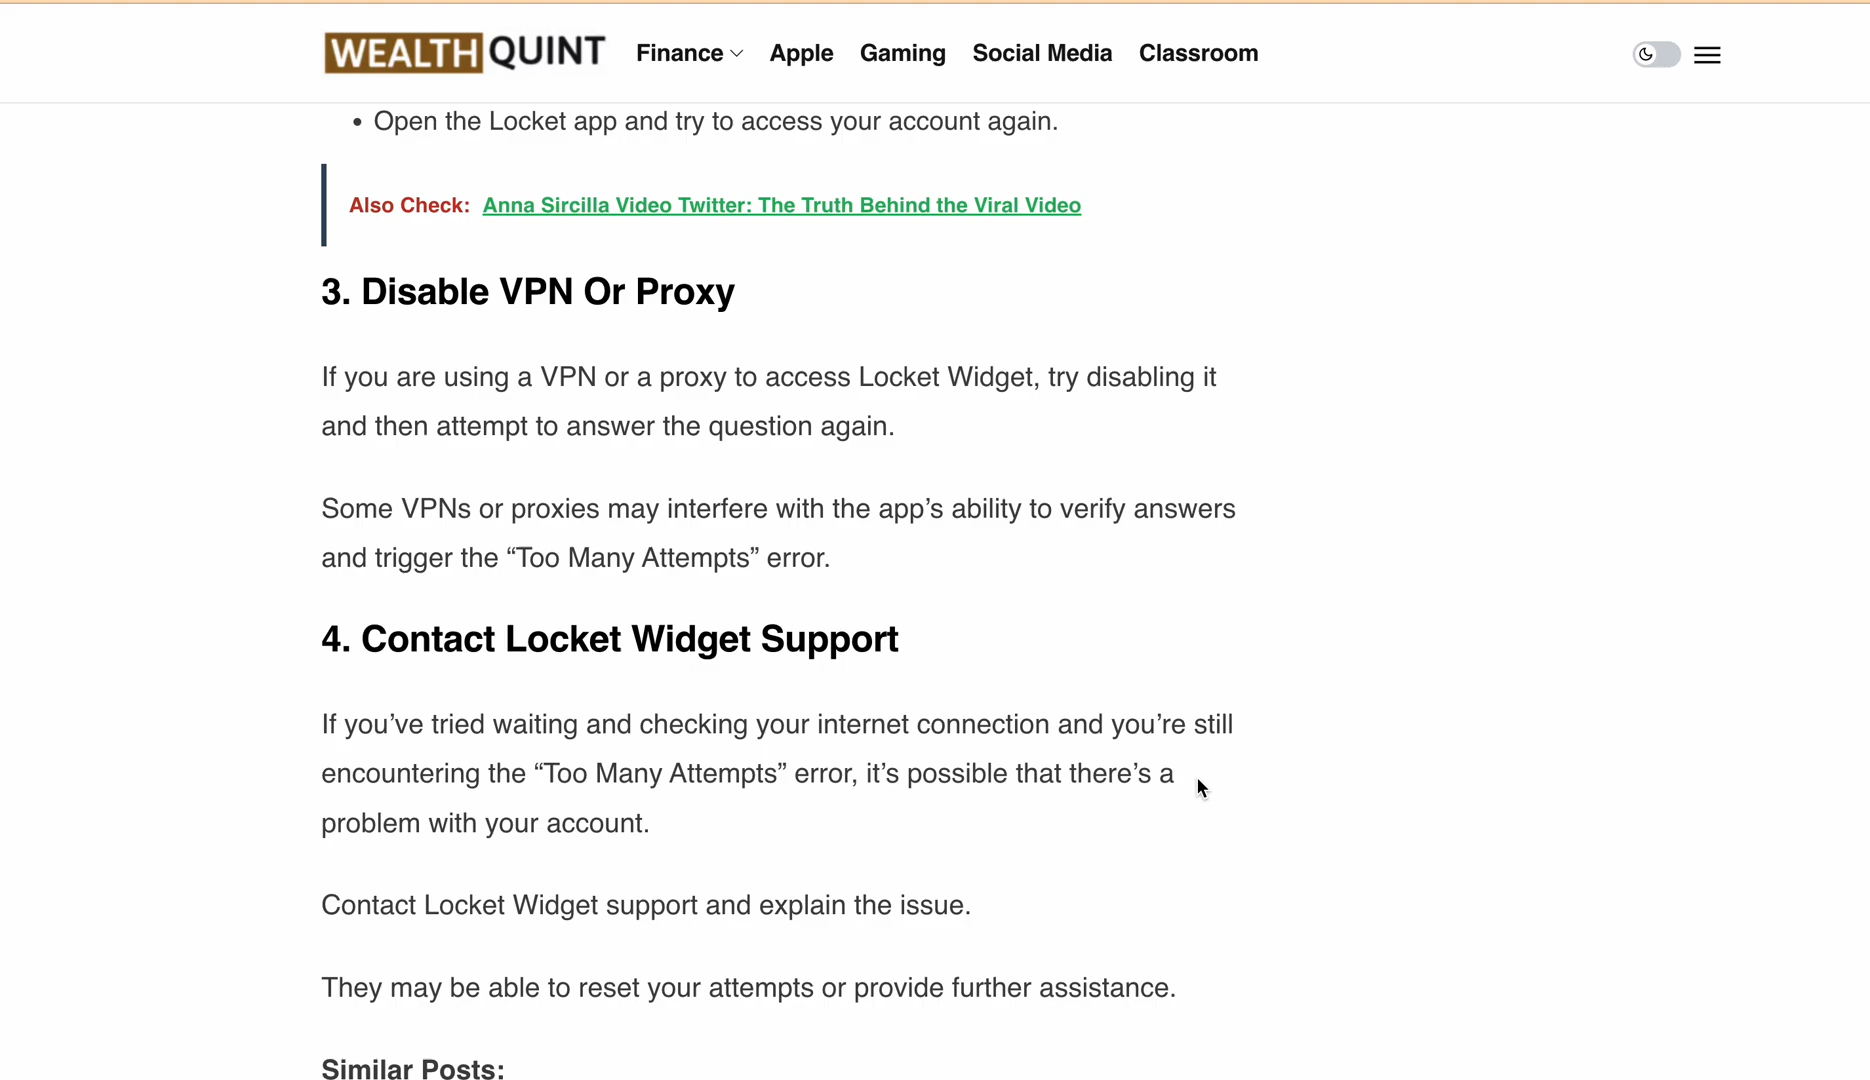 WEALTH QUINT Finance Apple Gaming Social Media Classroom
• Open the Locket app and try to access your account again.
Also Check: Anna Sircilla Video Twitter: The Truth Behind the Viral Video
3. Disable VPN Or Proxy
If you are using a VPN or a proxy to access Locket Widget, try disabling it
and then attempt to answer the question again.
Some VPNs or proxies may interfere with the app’s ability to verify answers
and trigger the “Too Many Attempts” error.
4. Contact Locket Widget Support
If you’ve tried waiting and checking your internet connection and you’re still
encountering the “Too Many Attempts” error, it’s possible that there’s a
problem with your account.
Contact Locket Widget support and explain the issue.
They may be able to reset your attempts or provide further assistance.
Similar Posts: